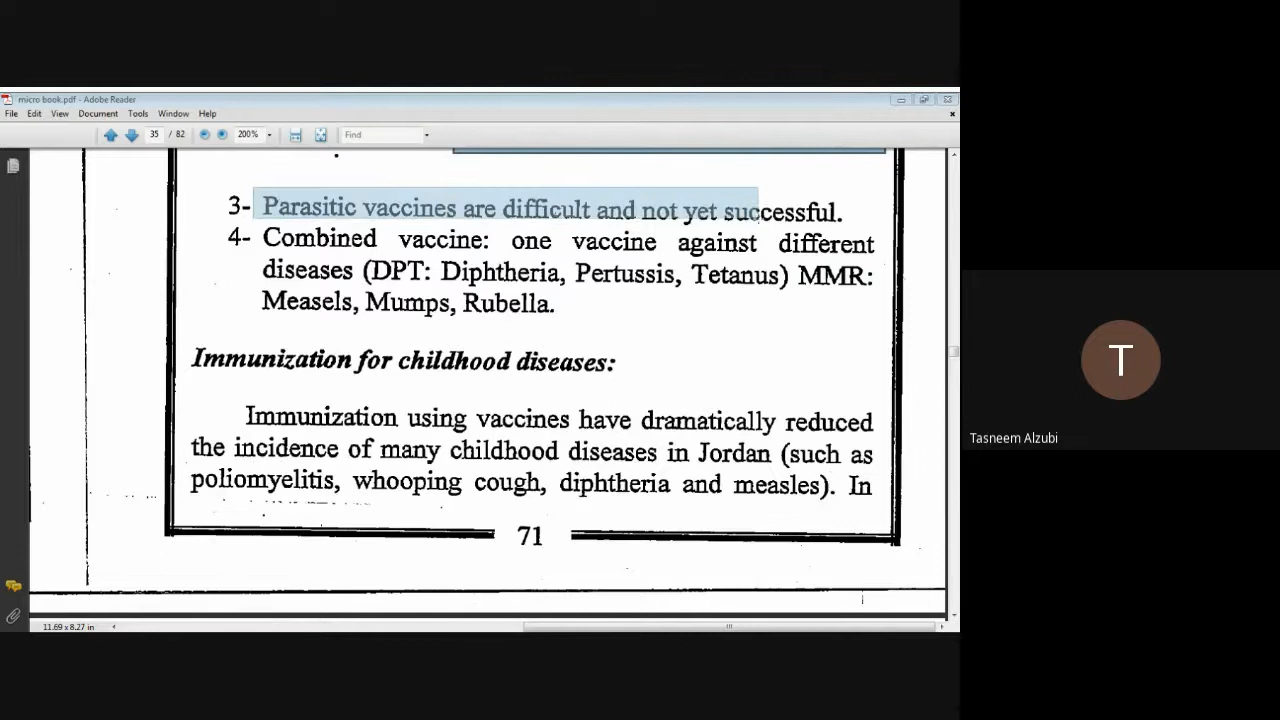 micro book.pdf - Adobe Reader
File Edit View Document Tools Window Help
35 / 82 200% Find
3- Parasitic vaccines are difficult and not yet successful.
4- Combined vaccine: one vaccine against different
diseases (DPT: Diphtheria, Pertussis, Tetanus) MMR:
Measels, Mumps, Rubella.
Immunization for childhood diseases:
Immunization using vaccines have dramatically reduced
the incidence of many childhood diseases in Jordan (such as
poliomyelitis, whooping cough, diphtheria and measles). In
71
11.69 x 8.27 in
T
Tasneem Alzubi